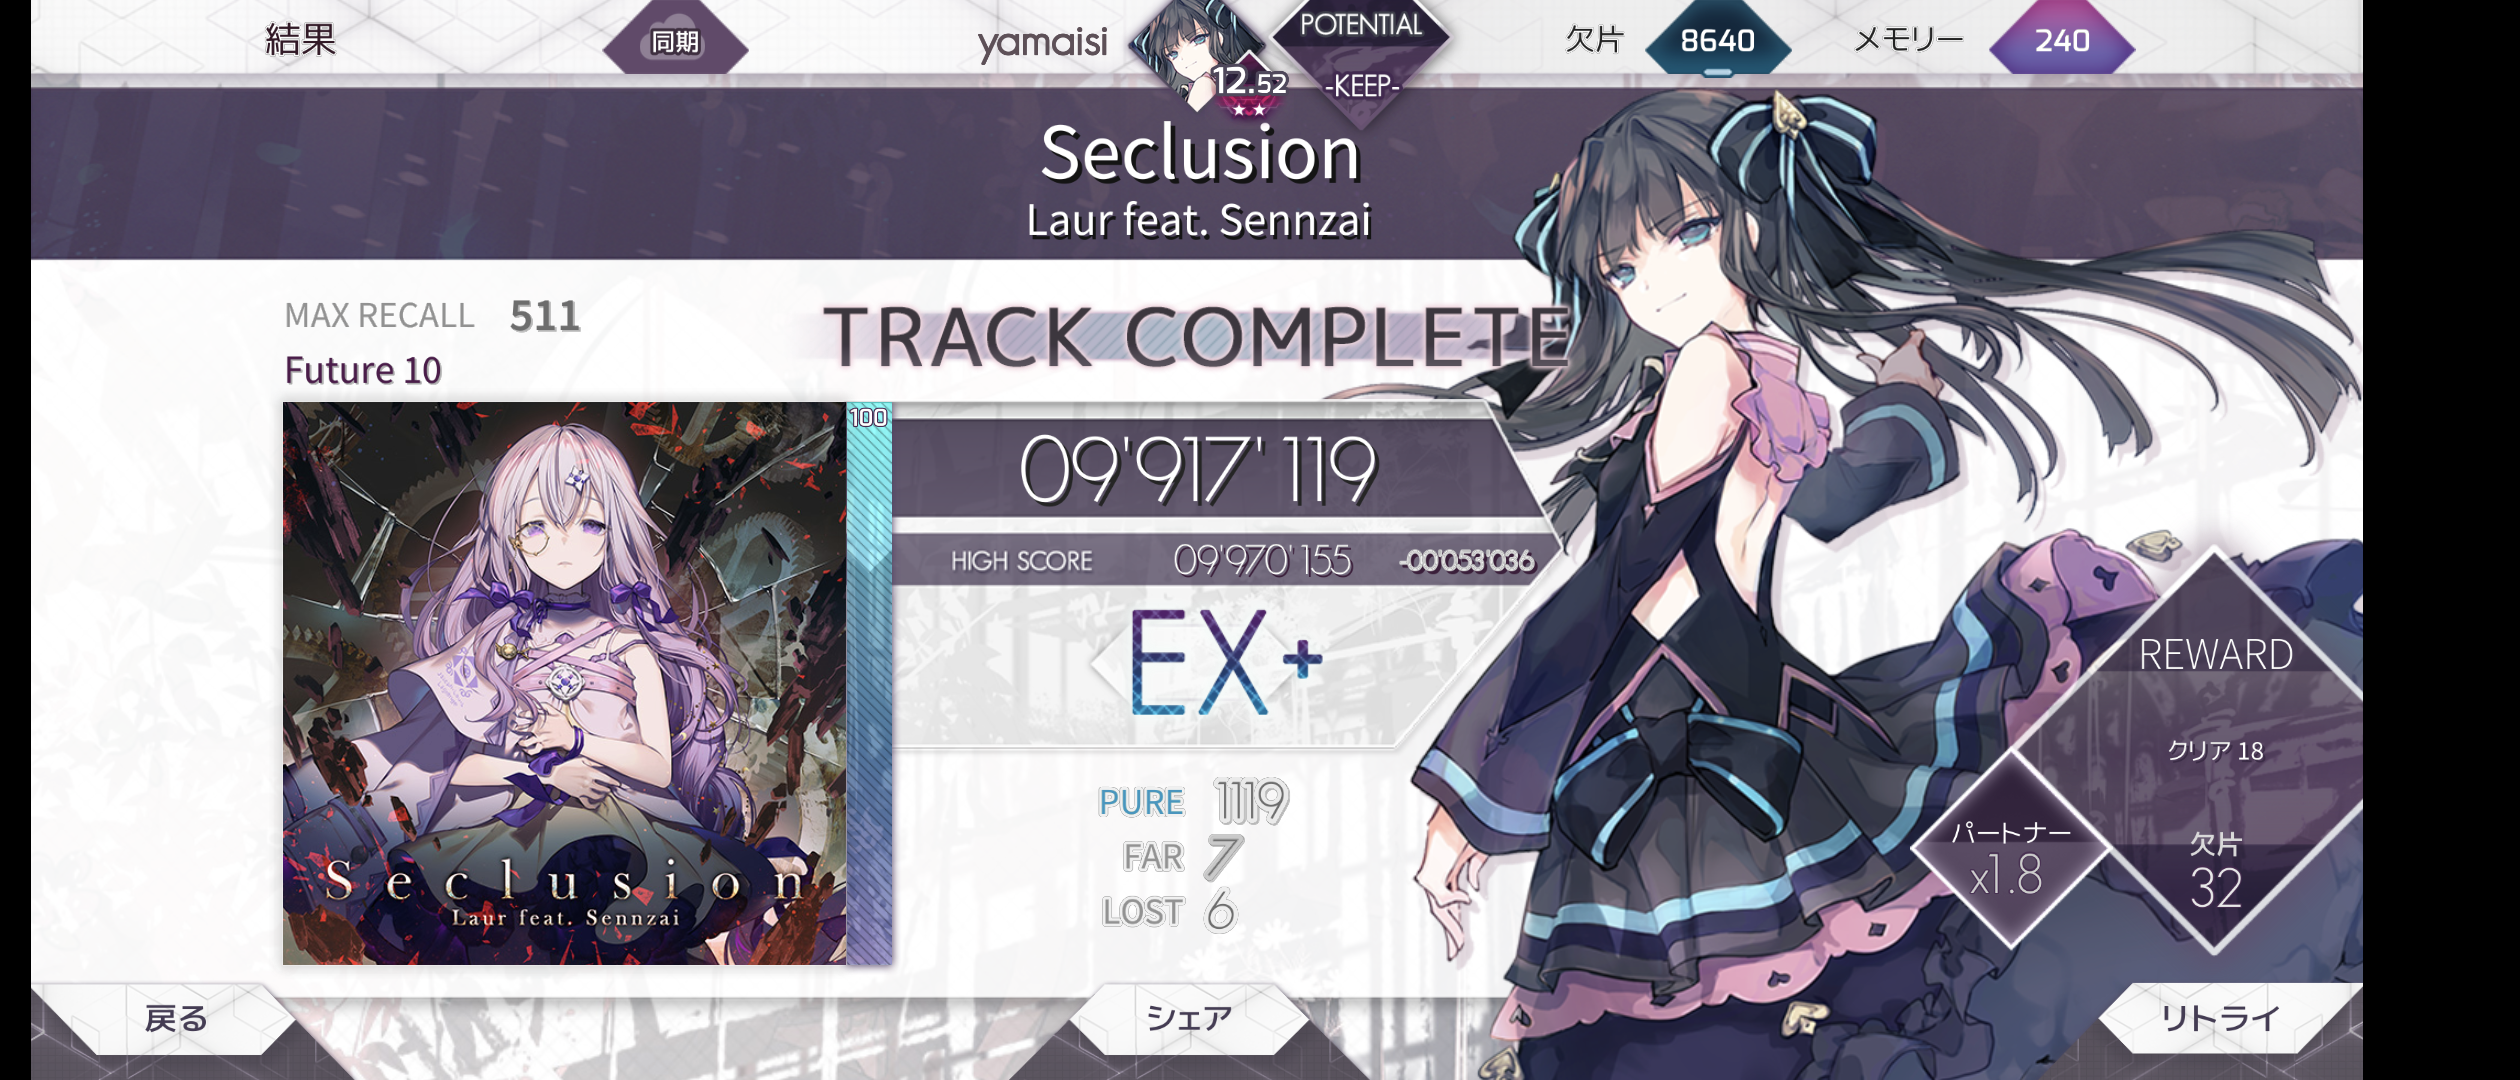 結果
同期
yamaisi
12.52
POTENTIAL
-KEEP-
欠片
8640
メモリー
240
Seclusion
Laur feat. Sennzai
MAX RECALL 511
Future 10
TRACK COMPLETE
100
09'917'119
HIGH SCORE 09'970'155 -00'053'036
EX+
Seclusion
Laur feat. Sennzai
PURE 1119
FAR 7
LOST 6
REWARD
クリア 18
パートナー
x1.8
欠片
32
戻る
シェア
リトライ